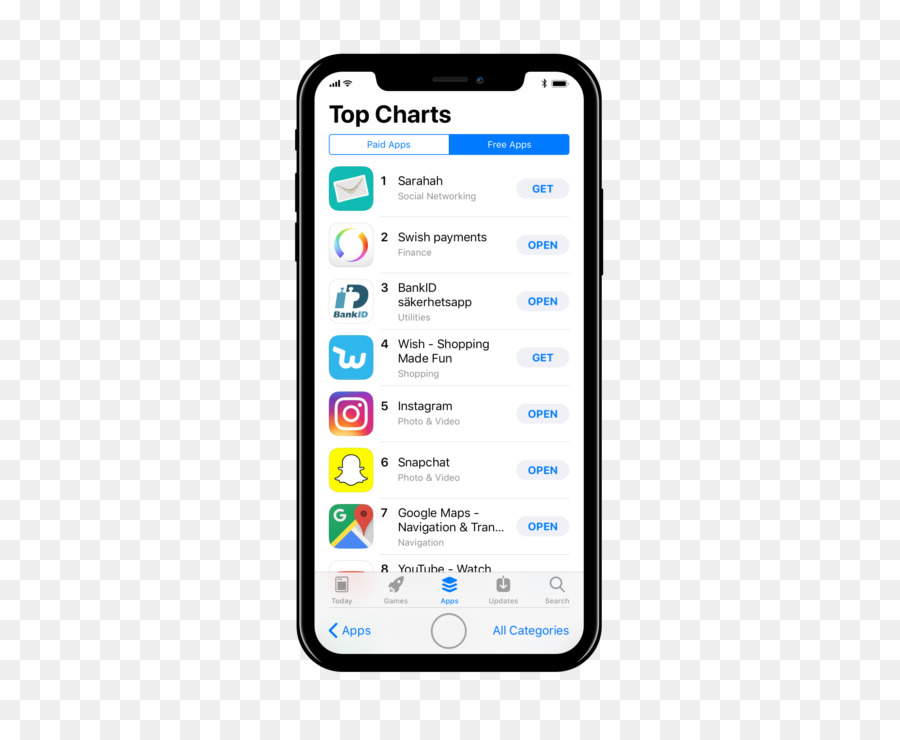 Top Charts
Paid Apps
Free Apps
1 Sarahah
Social Networking
GET
2 Swish payments
Finance
OPEN
BankID
3 BankID
säkerhetsapp
Utilities
OPEN
4 Wish - Shopping
Made Fun
Shopping
GET
5 Instagram
Photo & Video
OPEN
6 Snapchat
Photo & Video
OPEN
G
7 Google Maps -
Navigation & Tran...
Navigation
OPEN
8 YouTube - Watch
Today
Games
Apps
Updates
Search
Apps
All Categories